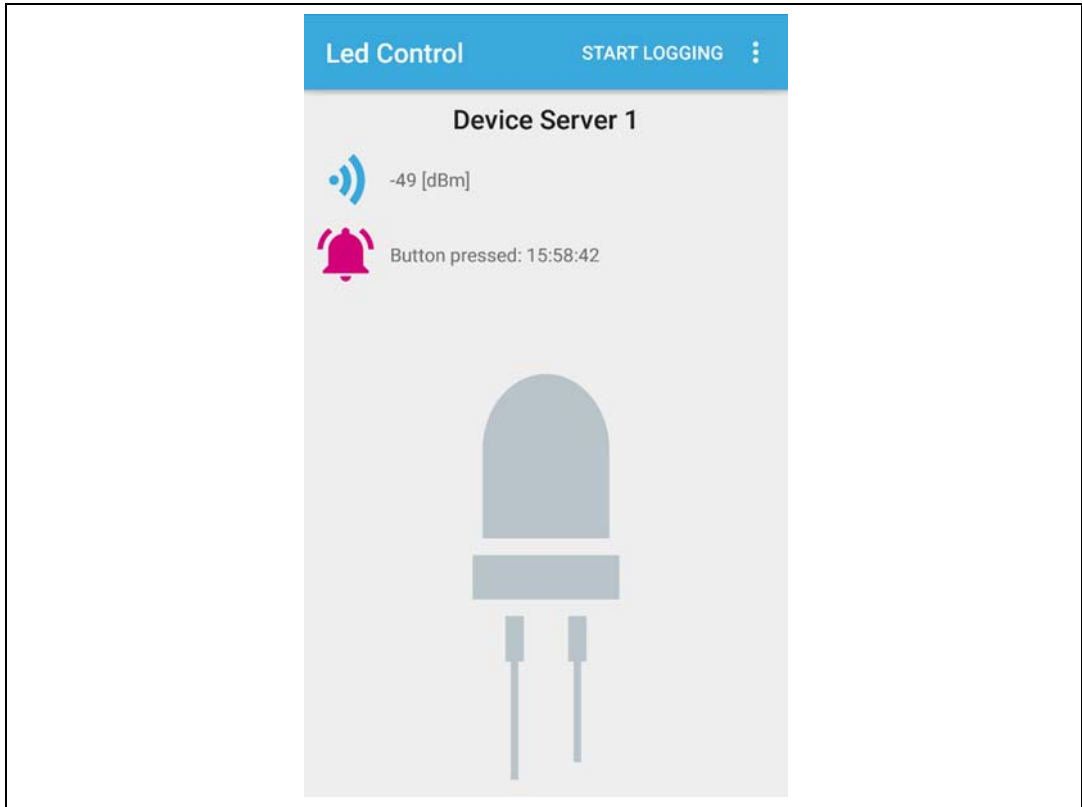 Led Control START LOGGING
Device Server 1
-49 [dBm]
Button pressed: 15:58:42